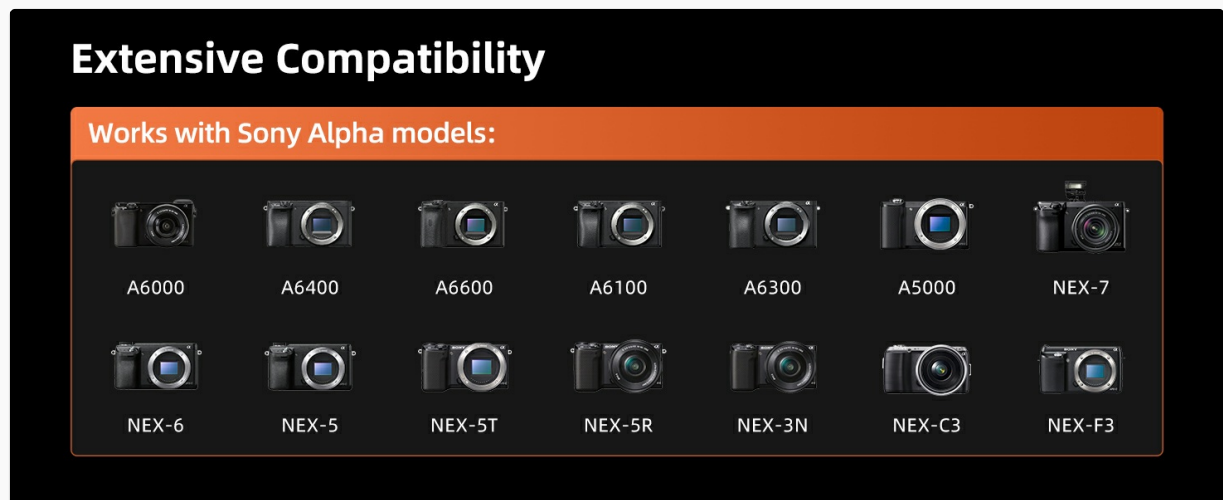 Extensive Compatibility
Works with Sony Alpha models:
A6000 A6400 A6600 A6100 A6300 A5000 NEX-7
NEX-6 NEX-5 NEX-5T NEX-5R NEX-3N NEX-C3 NEX-F3